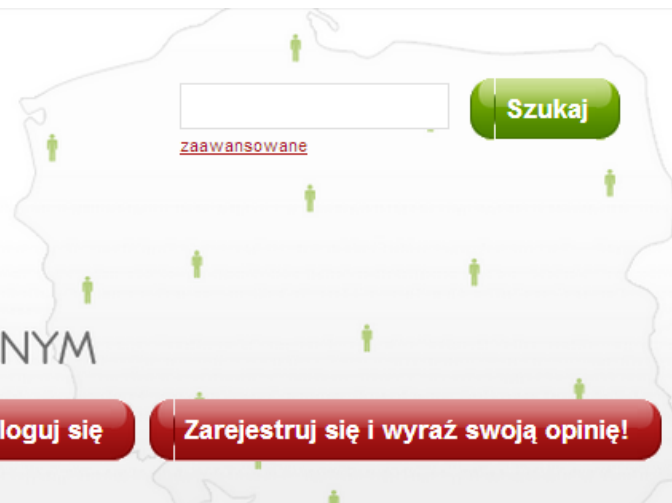 Szukaj
zaawansowane
NYM
loguj się
Zarejestruj się i wyraź swoją opinię!